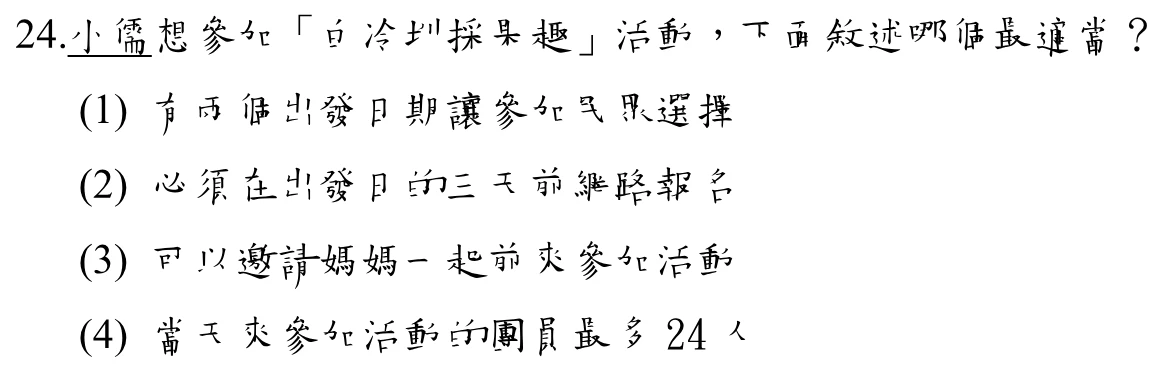 24.小儒想參加「白冷圳採果趣」活動，下面敘述哪個最適當？
(1) 有兩個出發日期讓參加民眾選擇
(2) 必須在出發日的三天前網路報名
(3) 可以邀請媽媽一起前來參加活動
(4) 當天來參加活動的團員最多 24 人